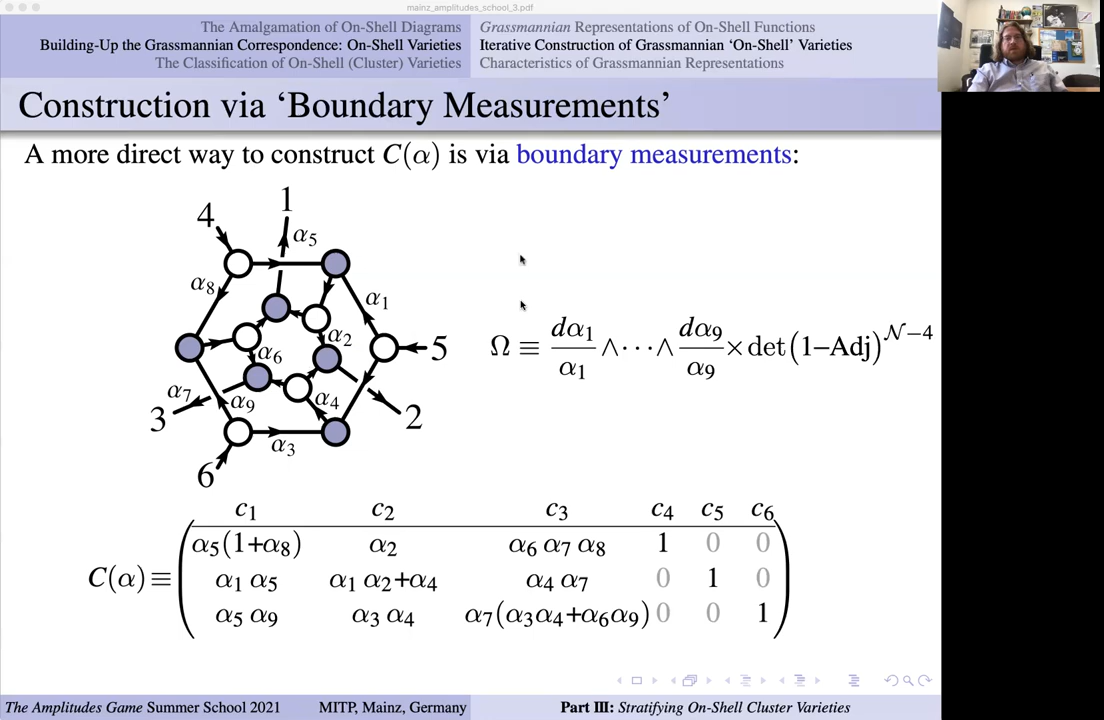 mainz_amplitudes_school_3.pdf
The Amalgamation of On-Shell Diagrams
Building-Up the Grassmannian Correspondence: On-Shell Varieties
The Classification of On-Shell (Cluster) Varieties
Grassmannian Representations of On-Shell Functions
Iterative Construction of Grassmannian ‘On-Shell’ Varieties
Characteristics of Grassmannian Representations
Construction via ‘Boundary Measurements’
A more direct way to construct C(α) is via boundary measurements:
1
4
α5
α8
α1
α2
5
α6
α7
α9
α4
3
2
α3
6
Ω ≡ dα1/α1 ∧···∧ dα9/α9 × det(1−Adj)^𝒩−4
c1 c2 c3 c4 c5 c6
α5(1+α8) α2 α6 α7 α8 1 0 0
C(α)≡ α1 α5 α1 α2+α4 α4 α7 0 1 0
α5 α9 α3 α4 α7(α3α4+α6α9) 0 0 1
The Amplitudes Game Summer School 2021
MITP, Mainz, Germany
Part III: Stratifying On-Shell Cluster Varieties